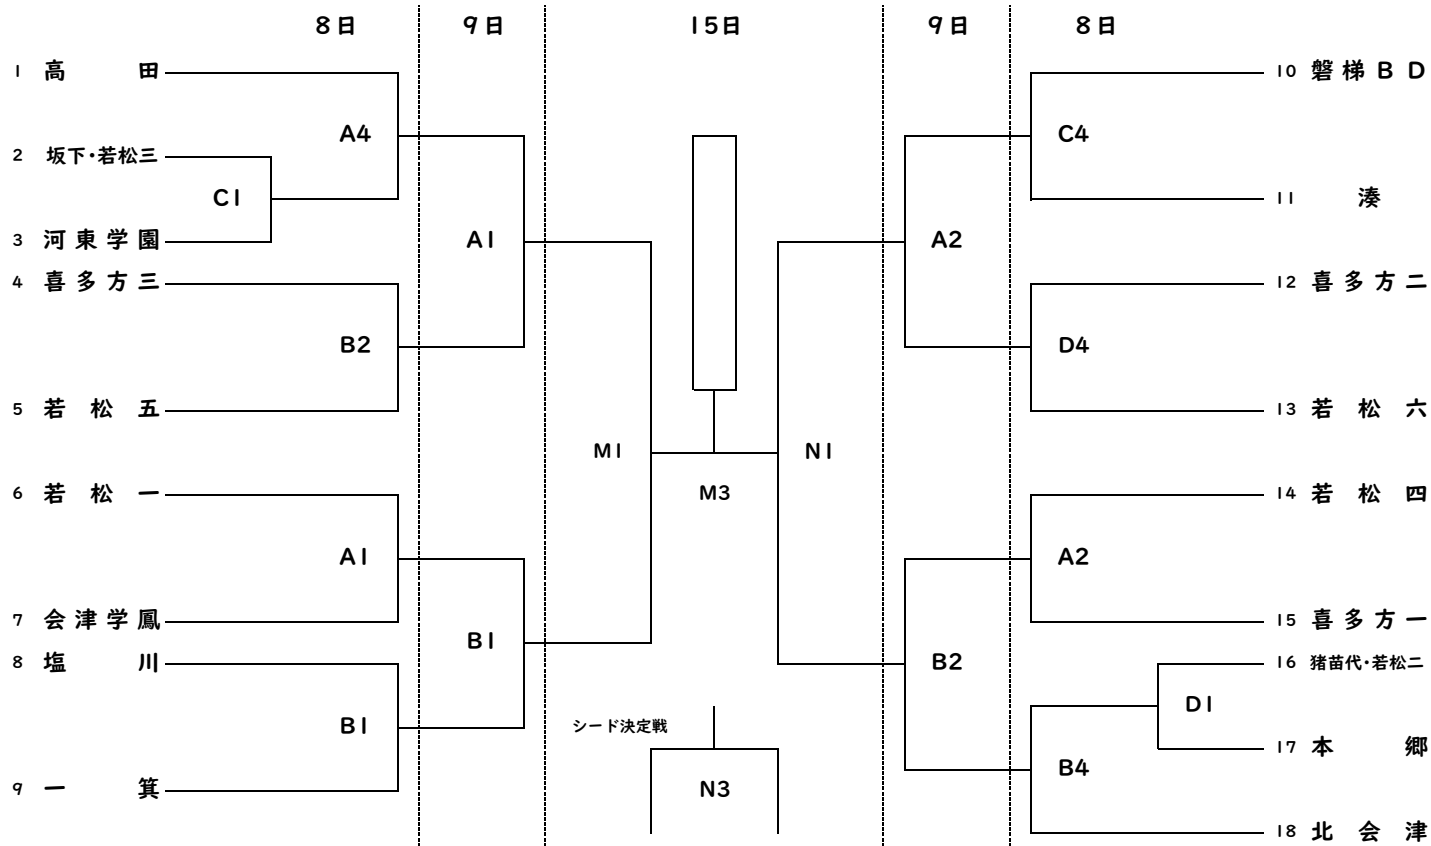 8日 9日 15日 9日 8日
1 高田
10 磐梯BD
A4
C4
2 坂下・若松三
C1
11 湊
3 河東学園
A1
A2
4 喜多方三
12 喜多方二
B2
D4
5 若松五
13 若松六
M1
N1
M3
6 若松一
14 若松四
A1
A2
7 会津学鳳
15 喜多方一
B1
B2
8 塩川
16 猪苗代・若松二
D1
B1
シード決定戦
17 本郷
B4
9 一箕
N3
18 北会津